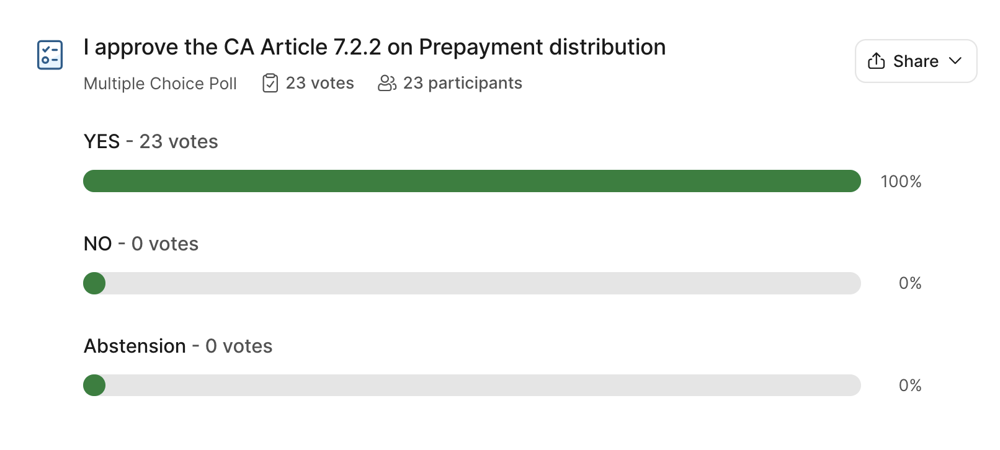 I approve the CA Article 7.2.2 on Prepayment distribution
Share
Multiple Choice Poll 23 votes 23 participants
YES - 23 votes
100%
NO - 0 votes
0%
Abstension - 0 votes
0%